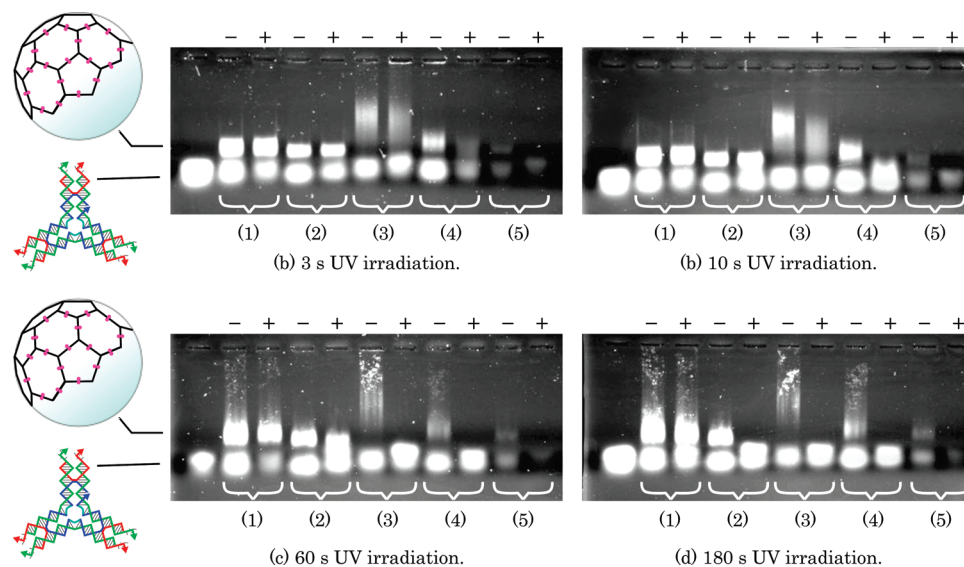 − + − + − + − + − +
− + − + − + − + − +
(1) (2) (3) (4) (5)
(1) (2) (3) (4) (5)
(b) 3 s UV irradiation.
(b) 10 s UV irradiation.
− + − + − + − + − +
− + − + − + − + − +
(1) (2) (3) (4) (5)
(1) (2) (3) (4) (5)
(c) 60 s UV irradiation.
(d) 180 s UV irradiation.